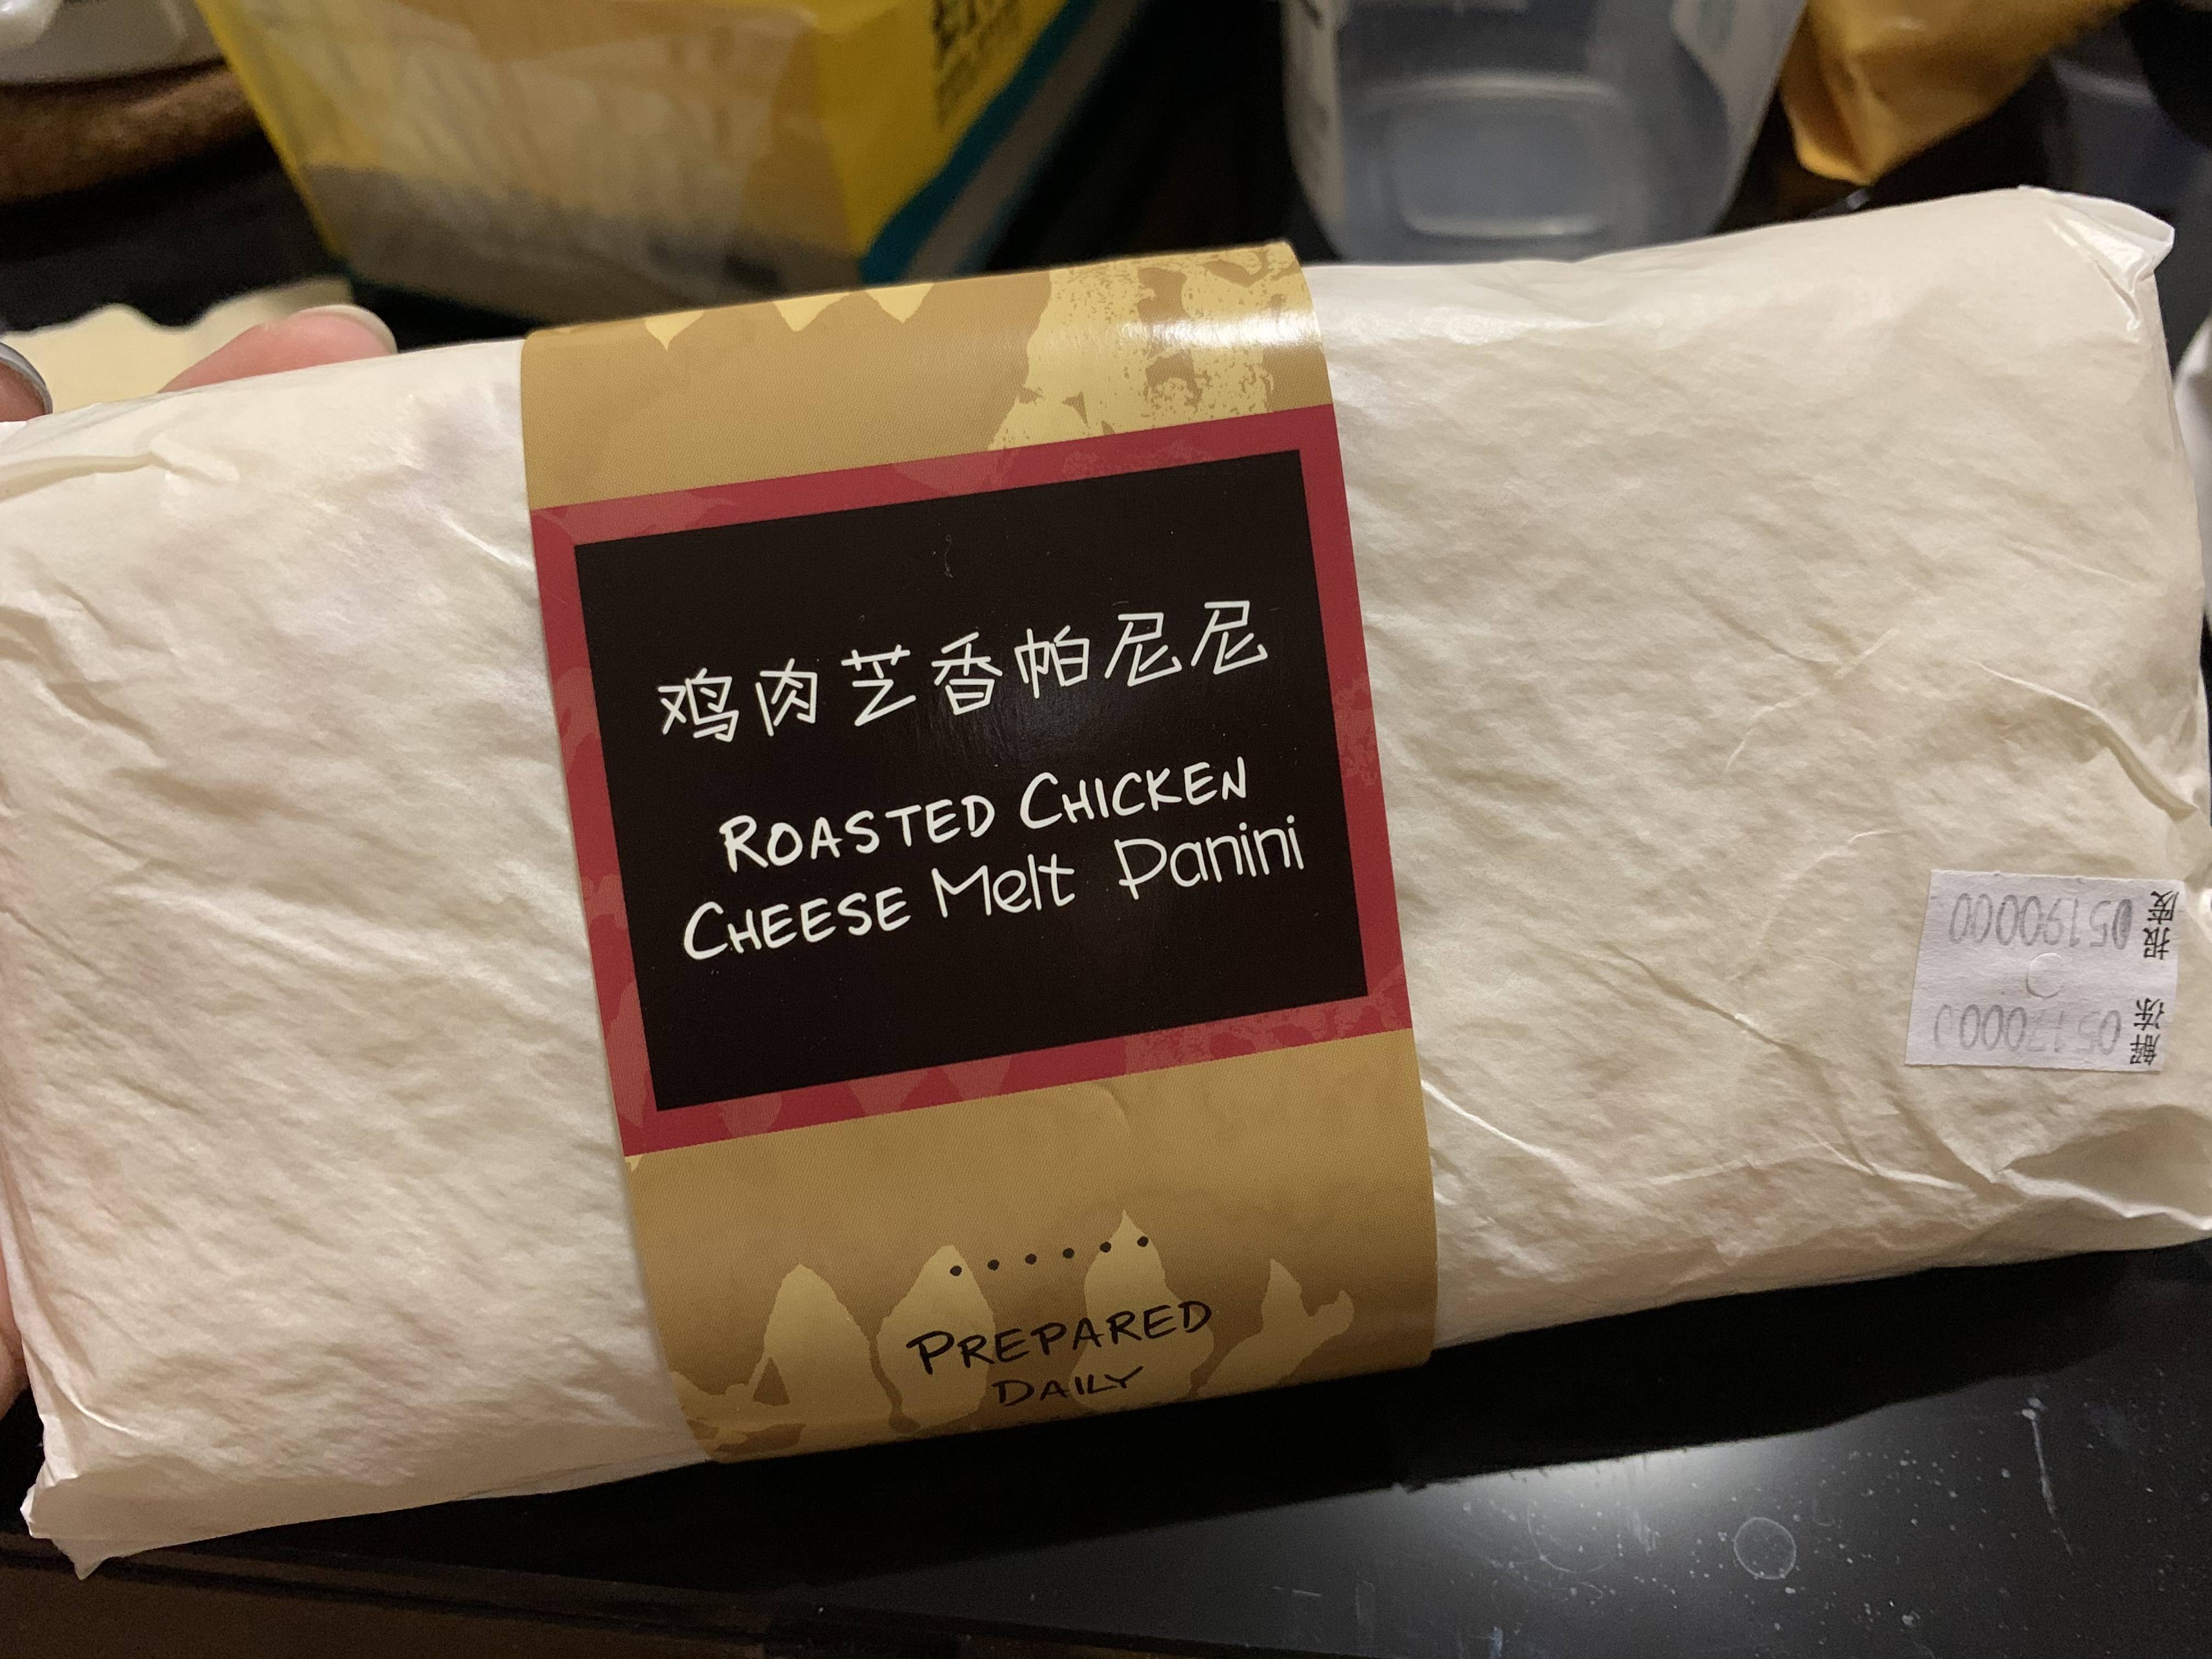 鸡肉芝香帕尼尼
ROASTED CHICKEN
CHEESE Melt Panini
PREPARED
DAILY
解冻 05170000
报废 05190000